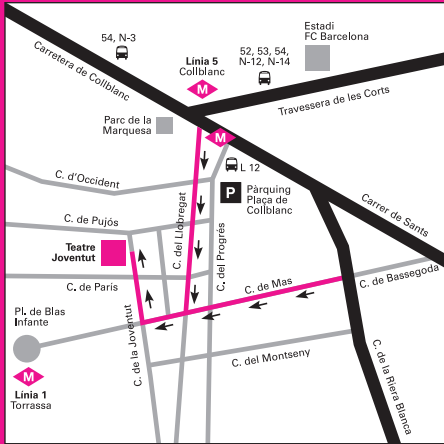 54, N-3
Estadi
FC Barcelona
Carretera de Collblanc
Línia 5
Collblanc
52, 53, 54,
N-12, N-14
M
Travessera de les Corts
Parc de la
Marquesa
M
L 12
C. d'Occident
P
Pàrquing
Plaça de
Collblanc
Carrer de Sants
C. de Pujós
C. del Llobregat
C. del Progrés
Teatre
Joventut
C. de París
C. de Mas
C. de Bassegoda
Pl. de Blas
Infante
C. de la Joventut
C. del Montseny
C. de la Riera Blanca
M
Línia 1
Torrassa